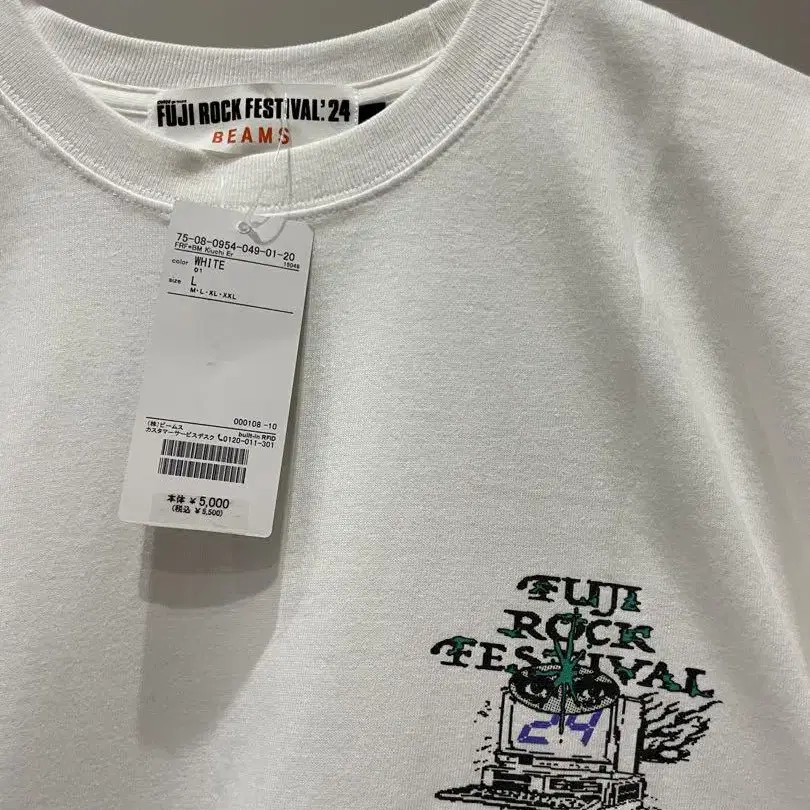 FUJI ROCK FESTIVAL.'24
BEAMS
75-08-0954-049-01-20
FRF*BM Kiuchi Er
15046
color WHITE
01
size L
M・L・XL・XXL
000108 -10
(株)ビームス built-in RFID
カスタマーサービスデスク 0120-011-301
本体 ¥5,000
(税込 ¥5,500)
FUJI
ROCK
FESTIVAL
24